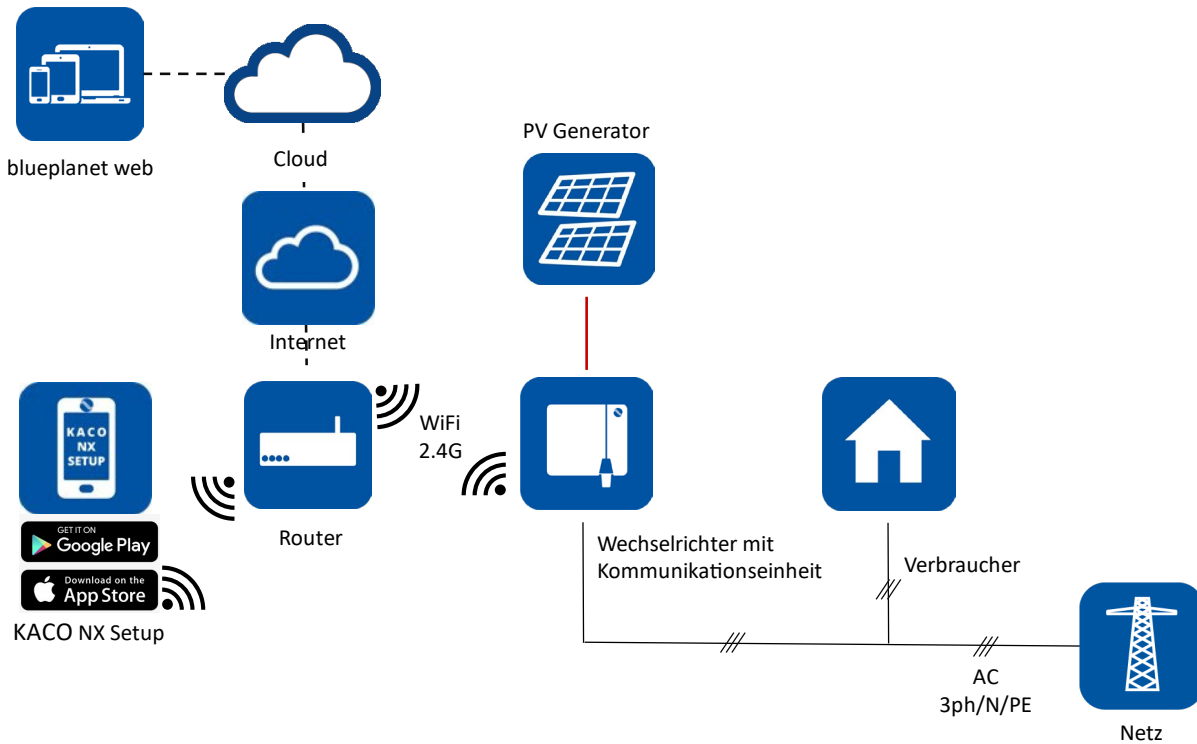 blueplanet web
Cloud
PV Generator
Internet
KACO
NX
SETUP
WiFi
2.4G
GET IT ON
Google Play
Download on the
App Store
KACO NX Setup
Router
Wechselrichter mit
Kommunikationseinheit
Verbraucher
AC
3ph/N/PE
Netz